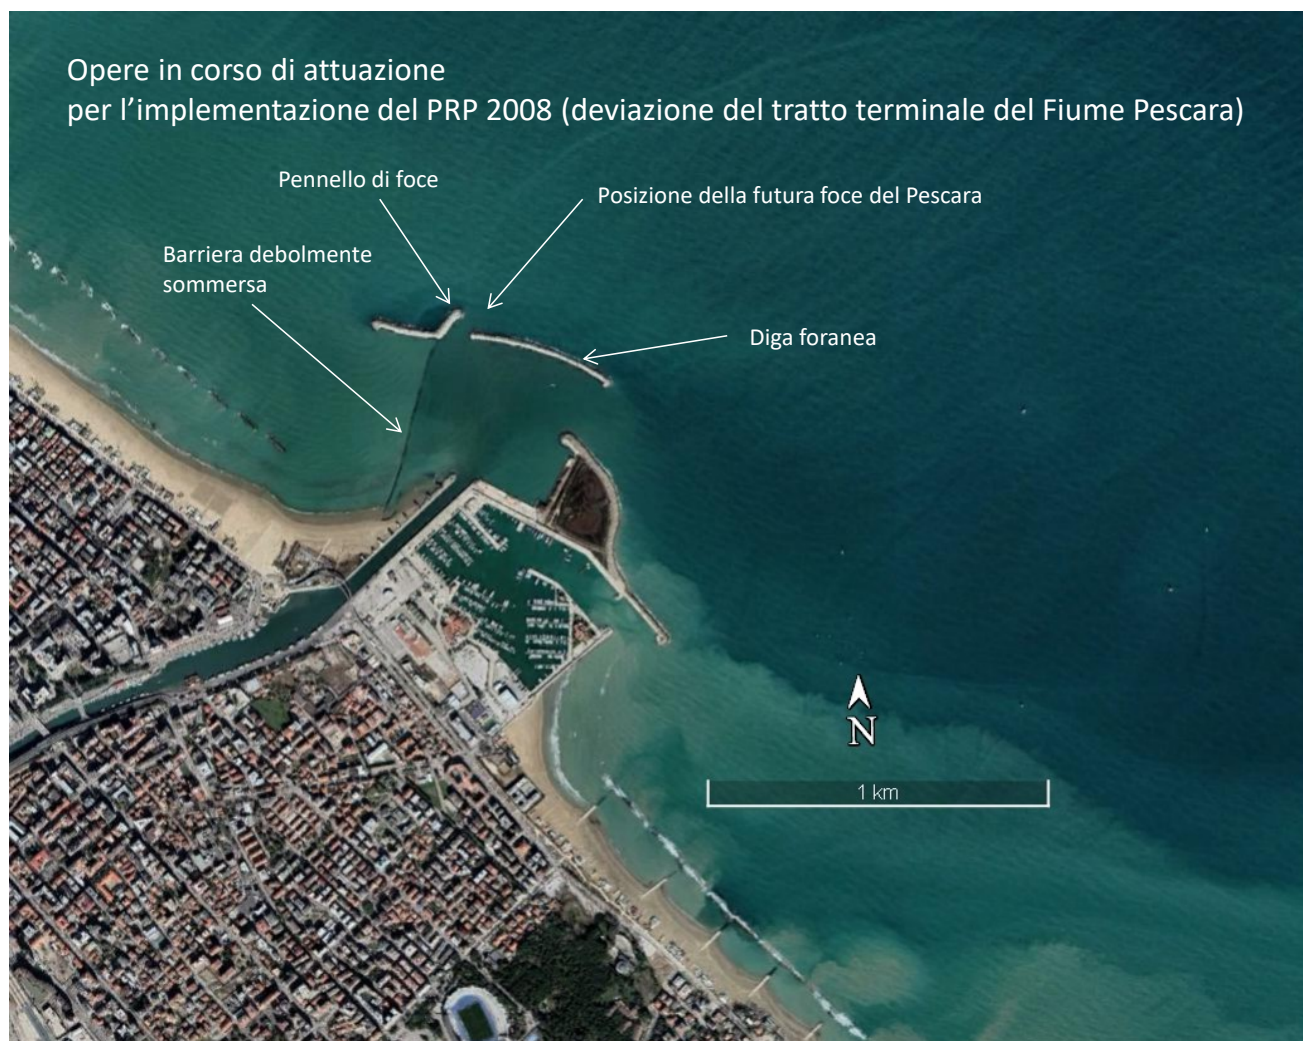 Opere in corso di attuazione
per l’implementazione del PRP 2008 (deviazione del tratto terminale del Fiume Pescara)
Pennello di foce
Posizione della futura foce del Pescara
Barriera debolmente
sommersa
Diga foranea
N
1 km